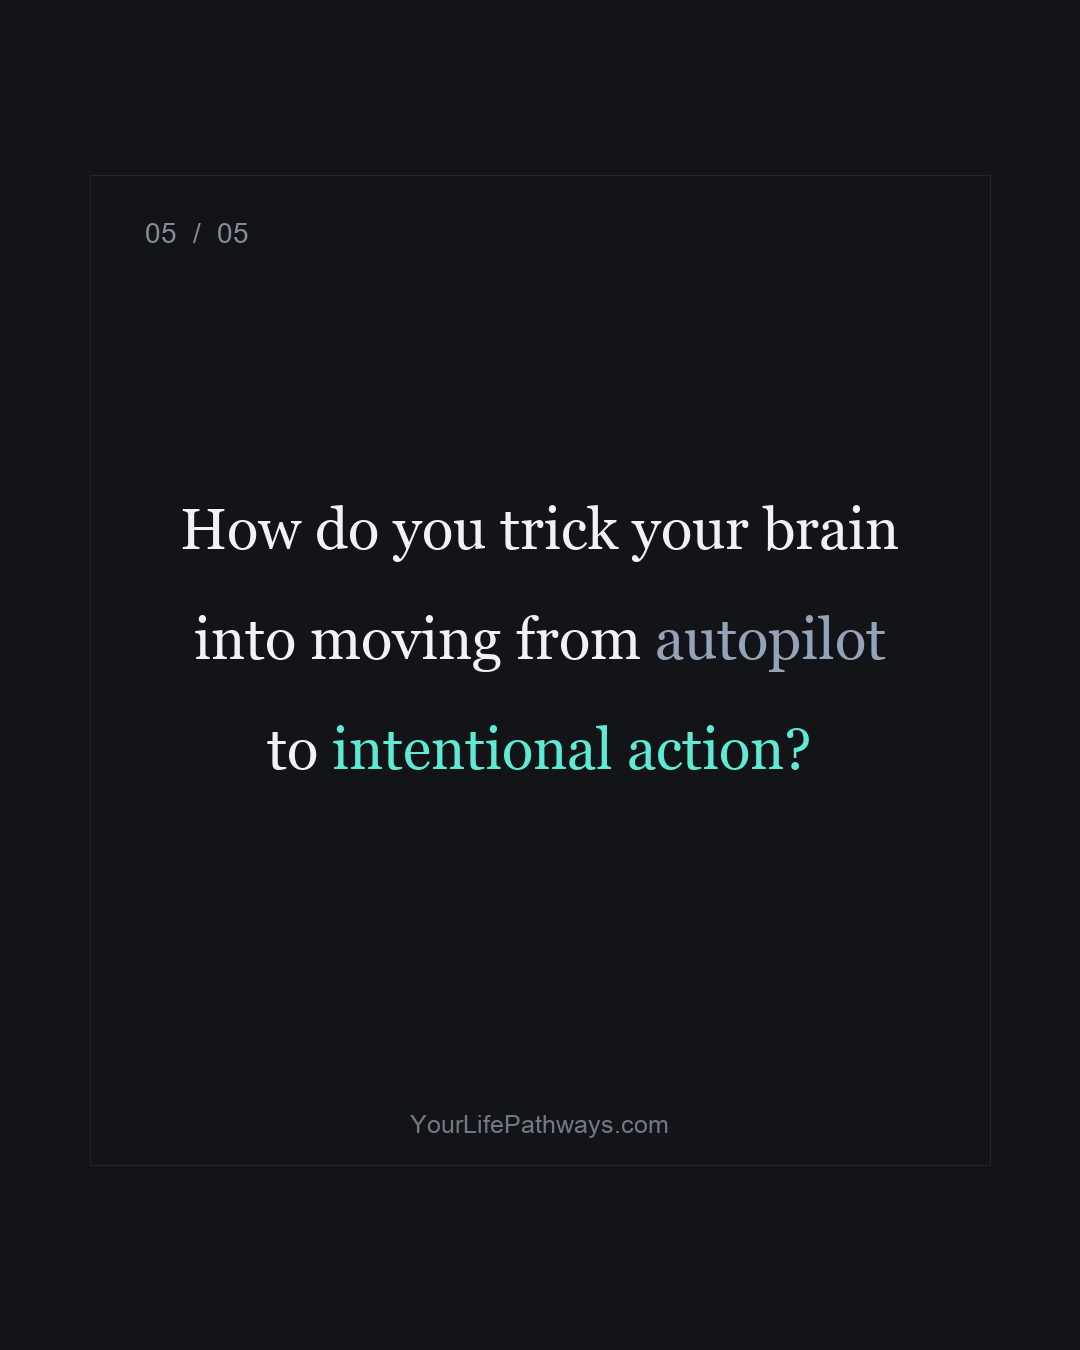 05 / 05
How do you trick your brain
into moving from autopilot
to intentional action?
YourLifePathways.com